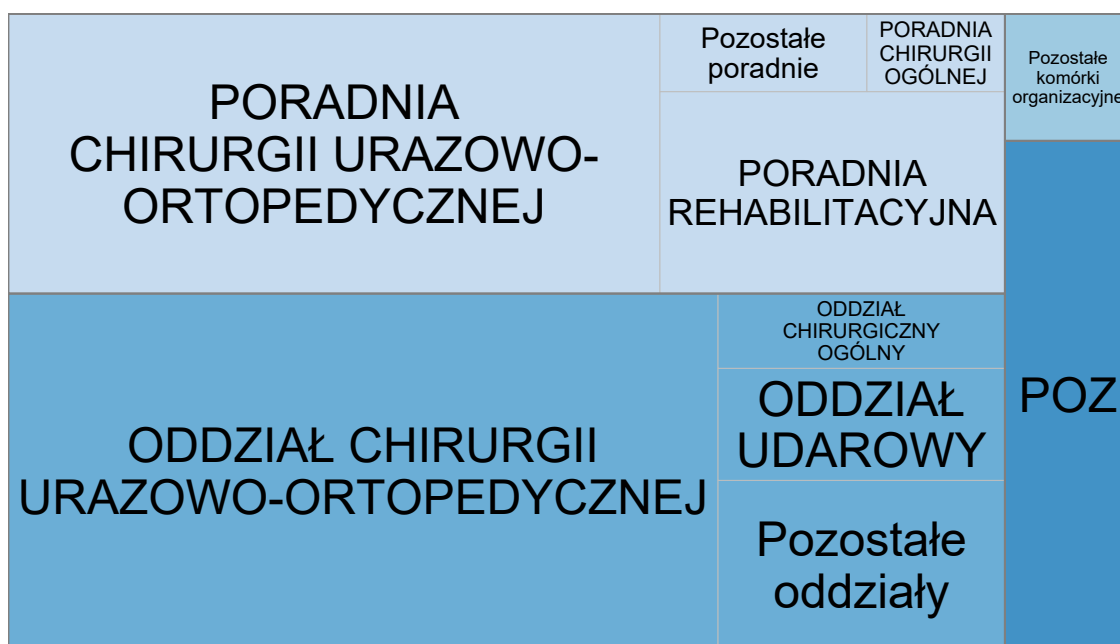 PORADNIA
CHIRURGII URAZOWO-
ORTOPEDYCZNEJ
Pozostałe
poradnie
PORADNIA
CHIRURGII
OGÓLNEJ
PORADNIA
REHABILITACYJNA
Pozostałe
komórki
organizacyjne
ODDZIAŁ CHIRURGII
URAZOWO-ORTOPEDYCZNEJ
ODDZIAŁ
CHIRURGICZNY
OGÓLNY
ODDZIAŁ
UDAROWY
Pozostałe
oddziały
POZ